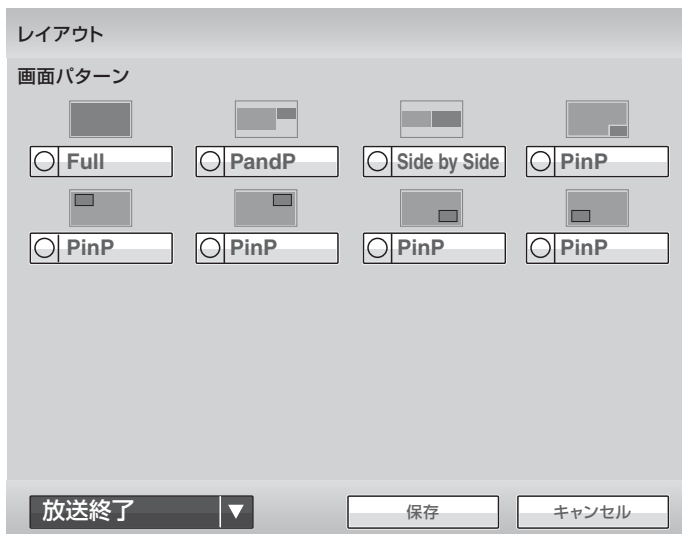 レイアウト
画面パターン
Full
PandP
Side by Side
PinP
PinP
PinP
PinP
PinP
放送終了
保存
キャンセル